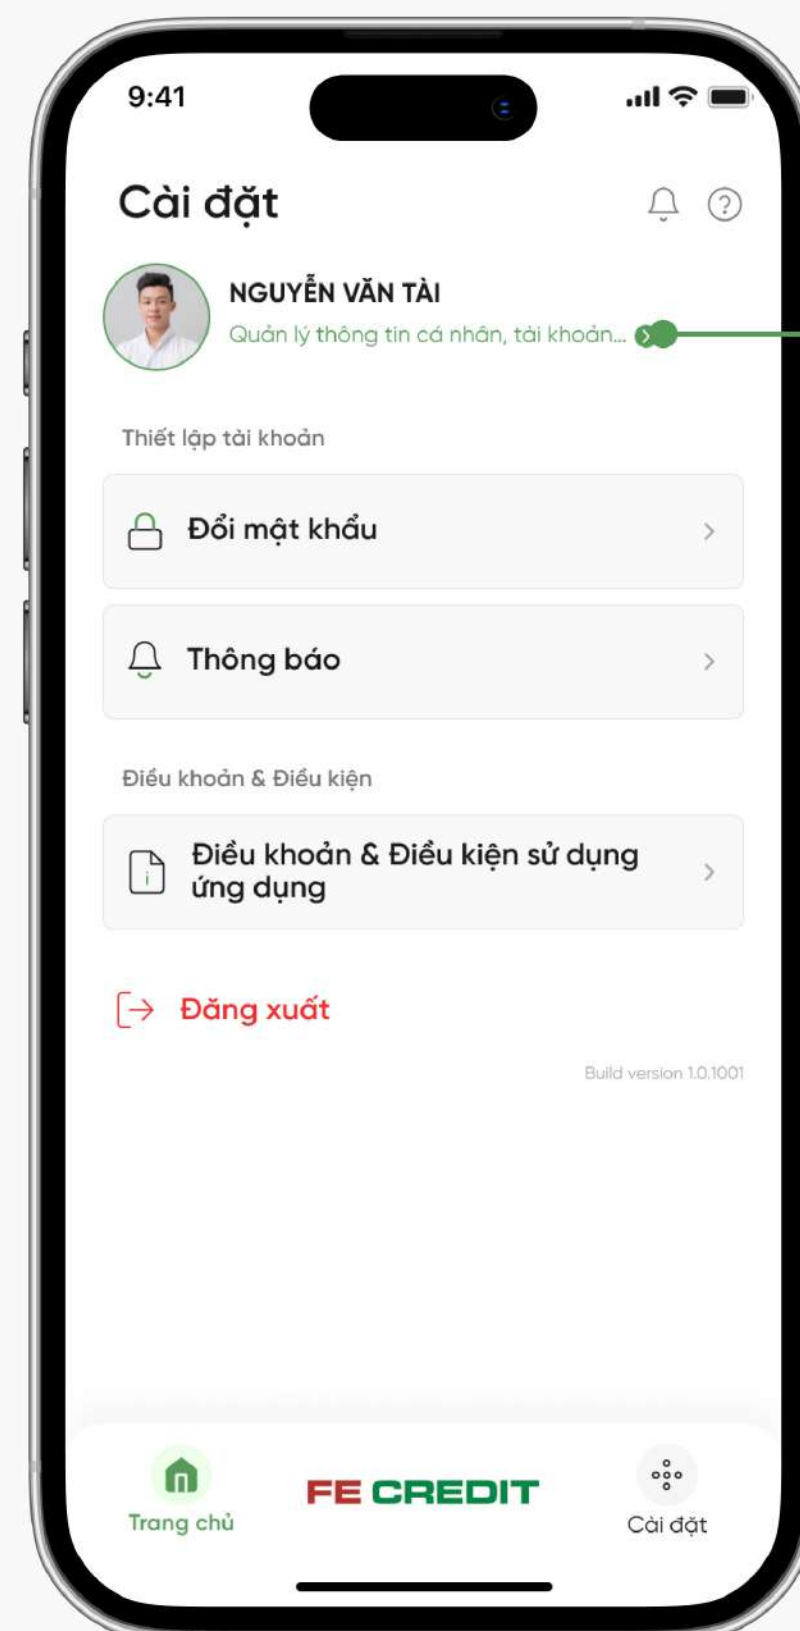 9:41
Cài đặt
NGUYỄN VĂN TÀI
Quản lý thông tin cá nhân, tài khoản...
Thiết lập tài khoản
Đổi mật khẩu
Thông báo
Điều khoản & Điều kiện
Điều khoản & Điều kiện sử dụng
ứng dụng
Đăng xuất
Build version 1.0.1001
Trang chủ
FE CREDIT
Cài đặt